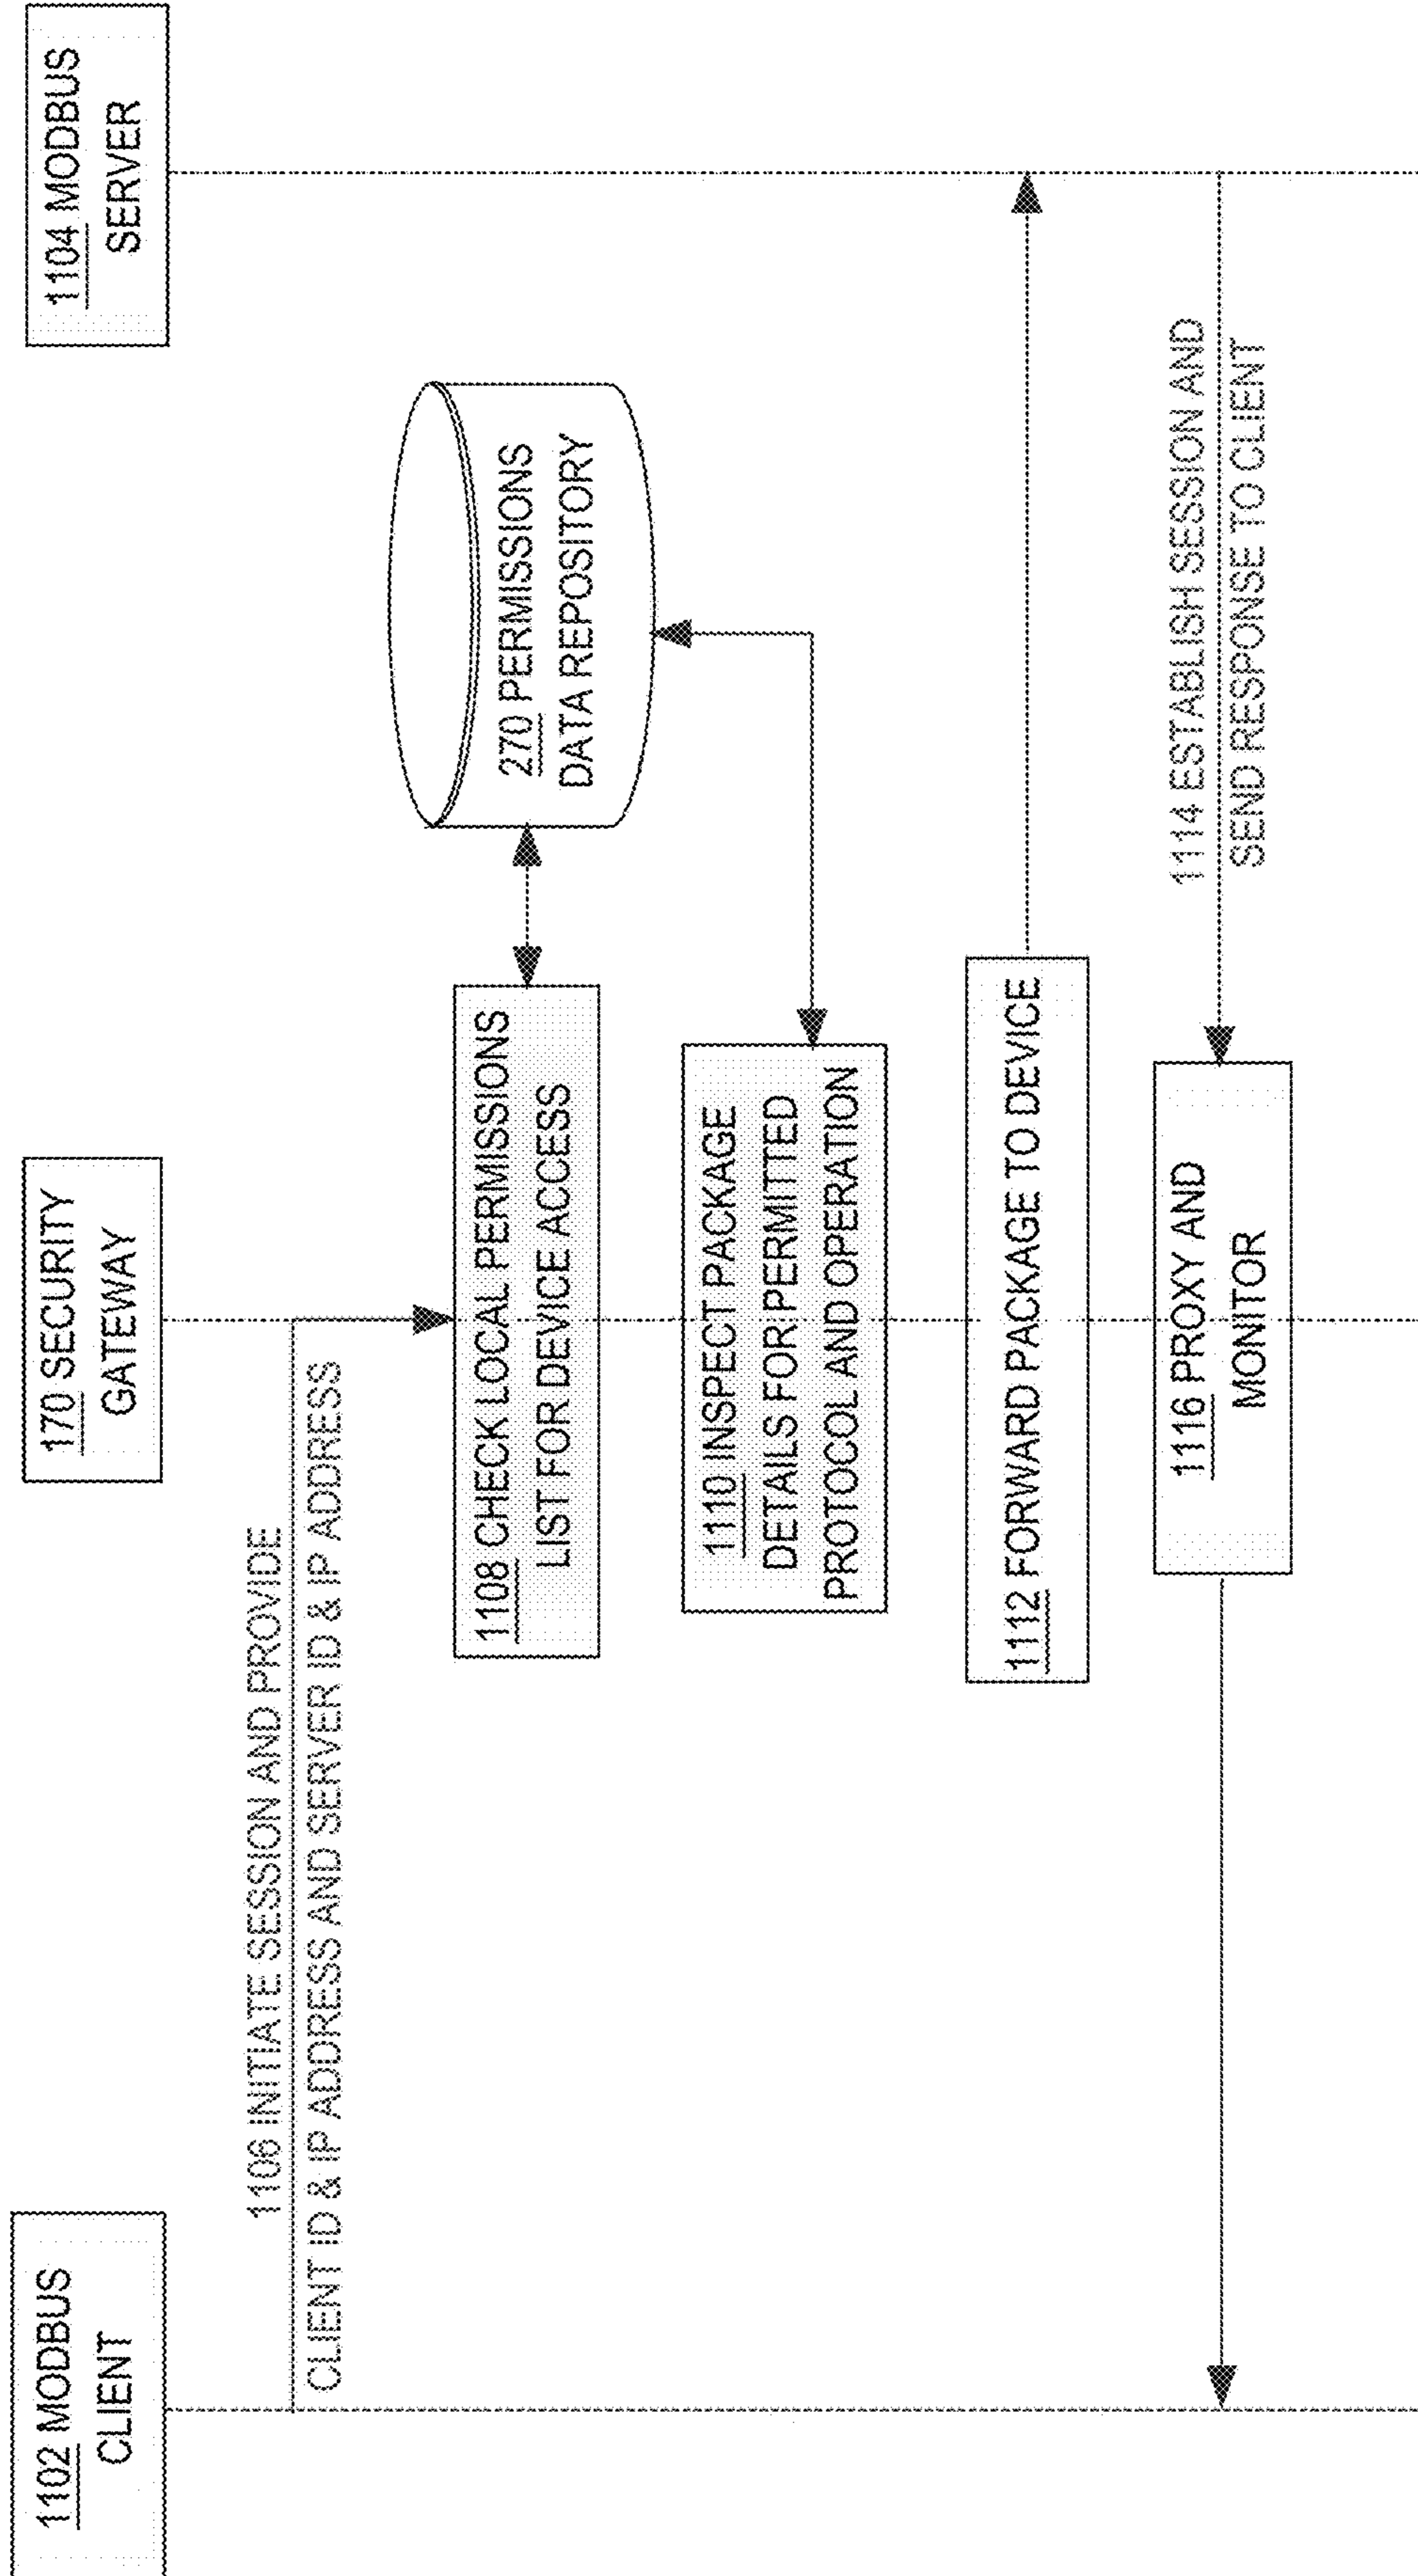 1102 MODBUS
CLIENT
170 SECURITY
GATEWAY
1104 MODBUS
SERVER
1106 INITIATE SESSION AND PROVIDE
CLIENT ID & IP ADDRESS AND SERVER ID & IP ADDRESS
1108 CHECK LOCAL PERMISSIONS
LIST FOR DEVICE ACCESS
270 PERMISSIONS
DATA REPOSITORY
1110 INSPECT PACKAGE
DETAILS FOR PERMITTED
PROTOCOL AND OPERATION
1112 FORWARD PACKAGE TO DEVICE
1114 ESTABLISH SESSION AND
SEND RESPONSE TO CLIENT
1116 PROXY AND
MONITOR